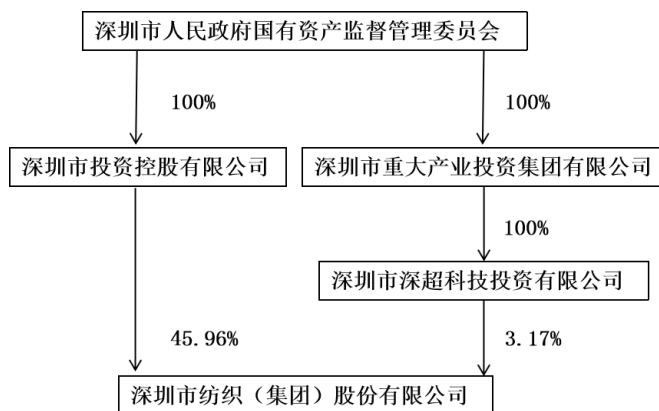 深圳市人民政府国有资产监督管理委员会
100%
100%
深圳市投资控股有限公司
深圳市重大产业投资集团有限公司
100%
深圳市深超科技投资有限公司
45.96%
3.17%
深圳市纺织（集团）股份有限公司